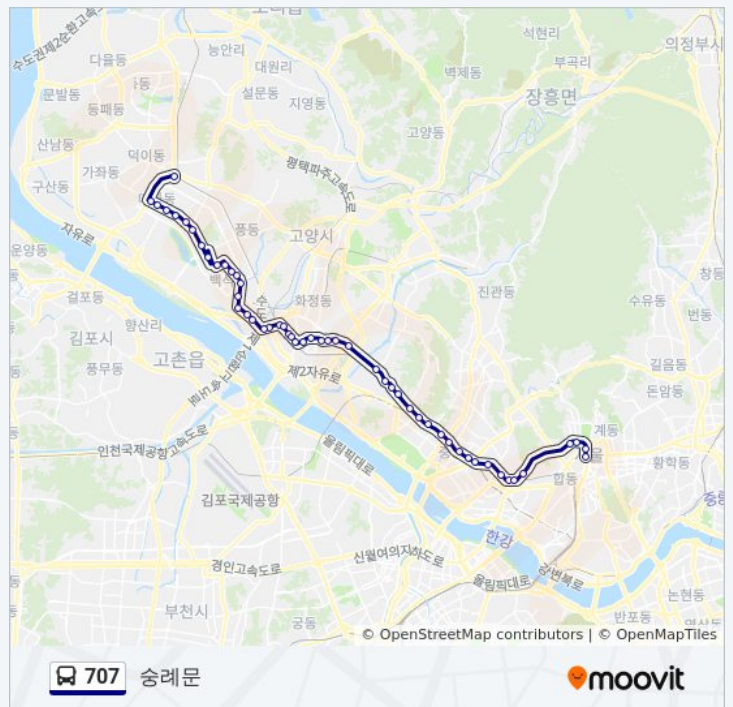 수도권제2순환고속
다율동
능안리
대원리
석현리
의정부시
부곡리
문발동
설문동
지영동
벽제동
장흥면
동패동
고양동
산남동
덕이동
구산동
가좌동
평택파주고속도로
자유로
풍동
고양시
운양동
걸포동
화정동
진관동
창동
수유동
향산리
번동
김포시
고촌읍
길음동
풍무동
제2자유로
돈암동
인천국제공항고속도로
올림픽대로
계동
황학동
합동
김포국제공항
한강
신월여의지하도로
강변북로
경인고속도로
올림픽대로
논현동
부천시
궁동
반포동
© OpenStreetMap contributors | © OpenMapTiles
707 숭례문
moovit